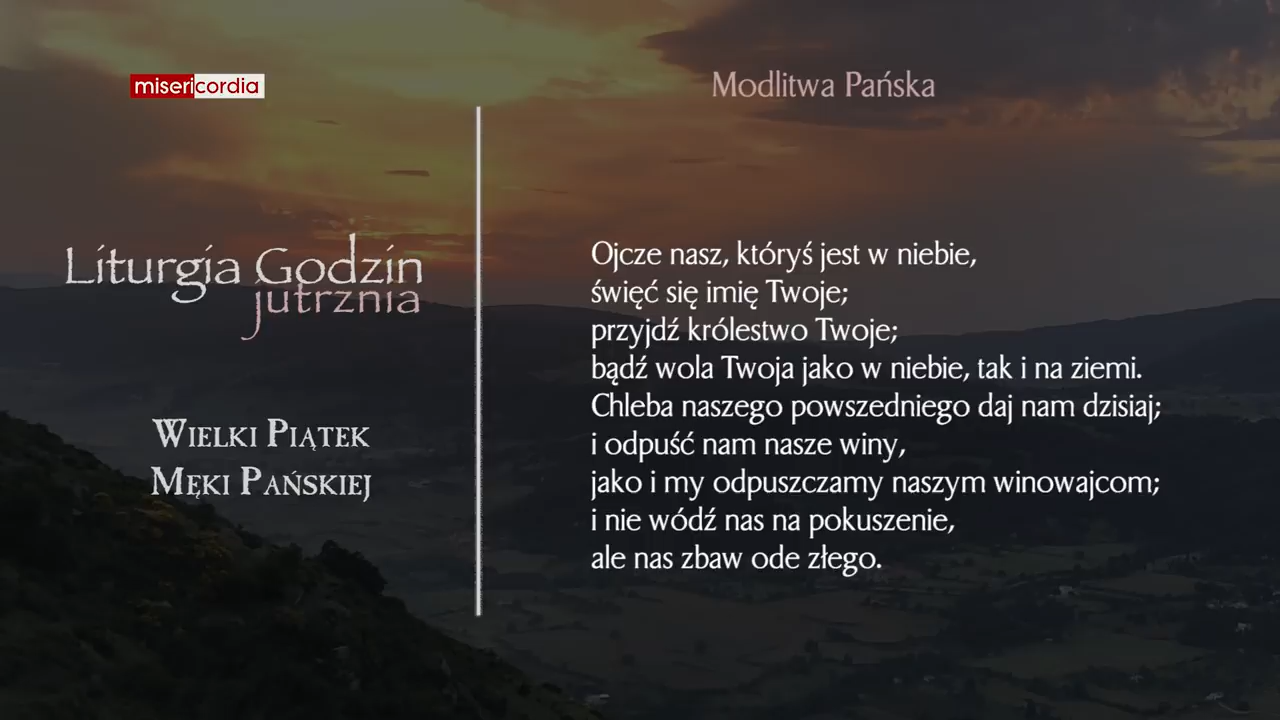 misericordia
Modlitwa Pańska
Liturgia Godzin
jutrznia
Wielki Piątek
Męki Pańskiej
Ojcze nasz, któryś jest w niebie,
święć się imię Twoje;
przyjdź królestwo Twoje;
bądź wola Twoja jako w niebie, tak i na ziemi.
Chleba naszego powszedniego daj nam dzisiaj;
i odpuść nam nasze winy,
jako i my odpuszczamy naszym winowajcom;
i nie wódź nas na pokuszenie,
ale nas zbaw ode złego.